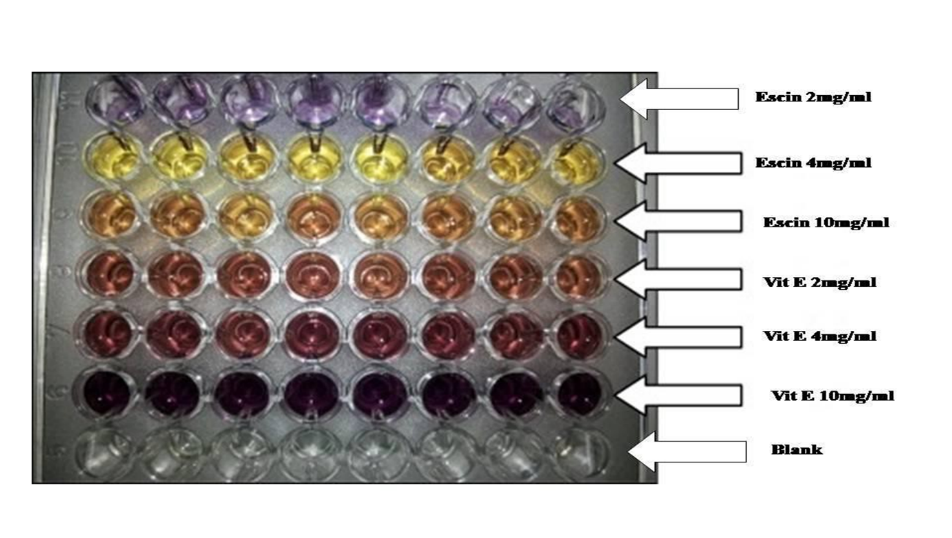 Escin 2mg/ml
Escin 4mg/ml
Escin 10mg/ml
Vit E 2mg/ml
Vit E 4mg/ml
Vit E 10mg/ml
Blank